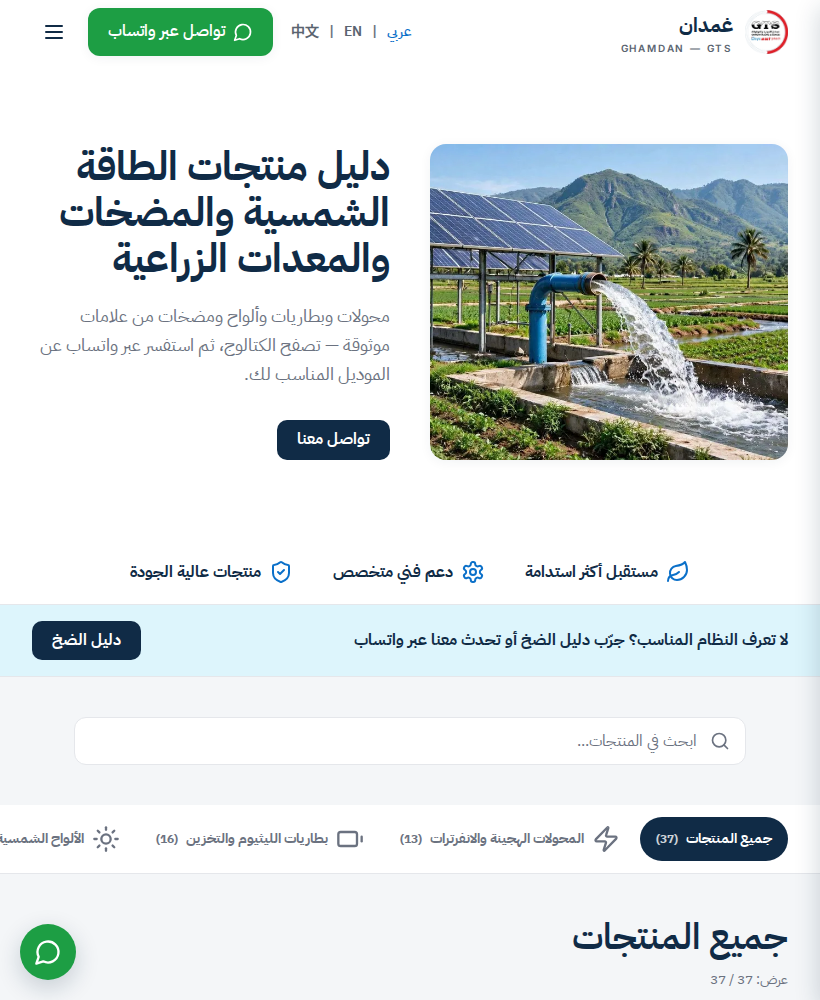 غمدان
GHAMDAN — GTS
عربي | EN | 中文
تواصل عبر واتساب
GTS
دليل منتجات الطاقة
الشمسية والمضخات
والمعدات الزراعية
محولات وبطاريات وألواح ومضخات من علامات
موثوقة — تصفح الكتالوج، ثم استفسر عبر واتساب عن
الموديل المناسب لك.
تواصل معنا
مستقبل أكثر استدامة
دعم فني متخصص
منتجات عالية الجودة
لا تعرف النظام المناسب؟ جرّب دليل الضخ أو تحدث معنا عبر واتساب
دليل الضخ
ابحث في المنتجات...
جميع المنتجات (37)
المحولات الهجينة والانفرترات (13)
بطاريات الليثيوم والتخزين (16)
الألواح الشمسية
جميع المنتجات
عرض: 37 / 37